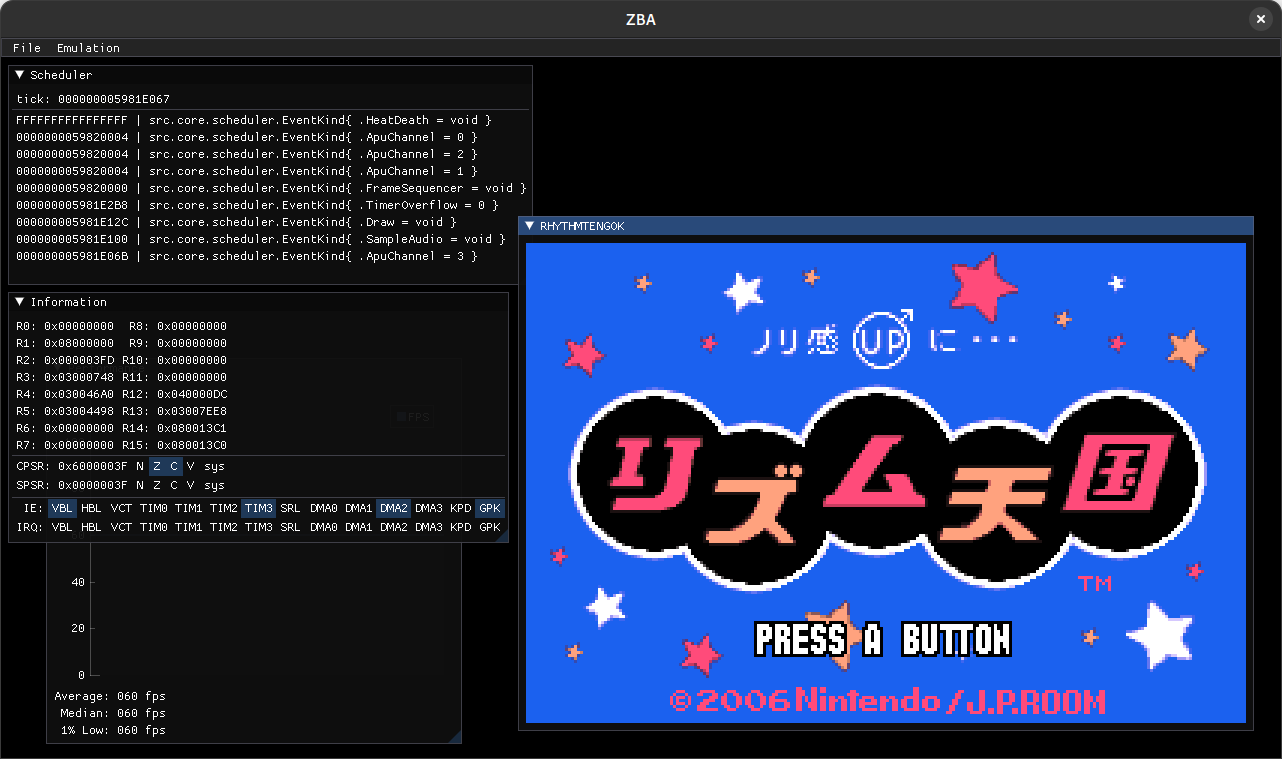 ZBA
File Emulation
▼ Scheduler
tick: 000000005981E067
FFFFFFFFFFFFFFFF | src.core.scheduler.EventKind{ .HeatDeath = void }
0000000059820004 | src.core.scheduler.EventKind{ .ApuChannel = 0 }
0000000059820004 | src.core.scheduler.EventKind{ .ApuChannel = 2 }
0000000059820004 | src.core.scheduler.EventKind{ .ApuChannel = 1 }
0000000059820000 | src.core.scheduler.EventKind{ .FrameSequencer = void }
000000005981E2B8 | src.core.scheduler.EventKind{ .TimerOverflow = 0 }
000000005981E12C | src.core.scheduler.EventKind{ .Draw = void }
000000005981E100 | src.core.scheduler.EventKind{ .SampleAudio = void }
000000005981E06B | src.core.scheduler.EventKind{ .ApuChannel = 3 }
▼ Information
R0: 0x00000000 R8: 0x00000000
R1: 0x08000000 R9: 0x00000000
R2: 0x000003FD R10: 0x00000000
R3: 0x03000748 R11: 0x00000000
R4: 0x030046A0 R12: 0x040000DC
R5: 0x03004498 R13: 0x03007EE8
R6: 0x00000000 R14: 0x080013C1
R7: 0x00000000 R15: 0x080013C0
CPSR: 0x6000003F N Z C V sys
SPSR: 0x0000003F N Z C V sys
IE: VBL HBL VCT TIM0 TIM1 TIM2 TIM3 SRL DMA0 DMA1 DMA2 DMA3 KPD GPK
IRQ: VBL HBL VCT TIM0 TIM1 TIM2 TIM3 SRL DMA0 DMA1 DMA2 DMA3 KPD GPK
FPS
40
20
0
Average: 060 fps
Median: 060 fps
1% Low: 060 fps
▼ RHYTHMTENGOK
ノリ感 UP に ・・・
リズム天国
TM
PRESS A BUTTON
©2006 Nintendo/J.P.ROOM